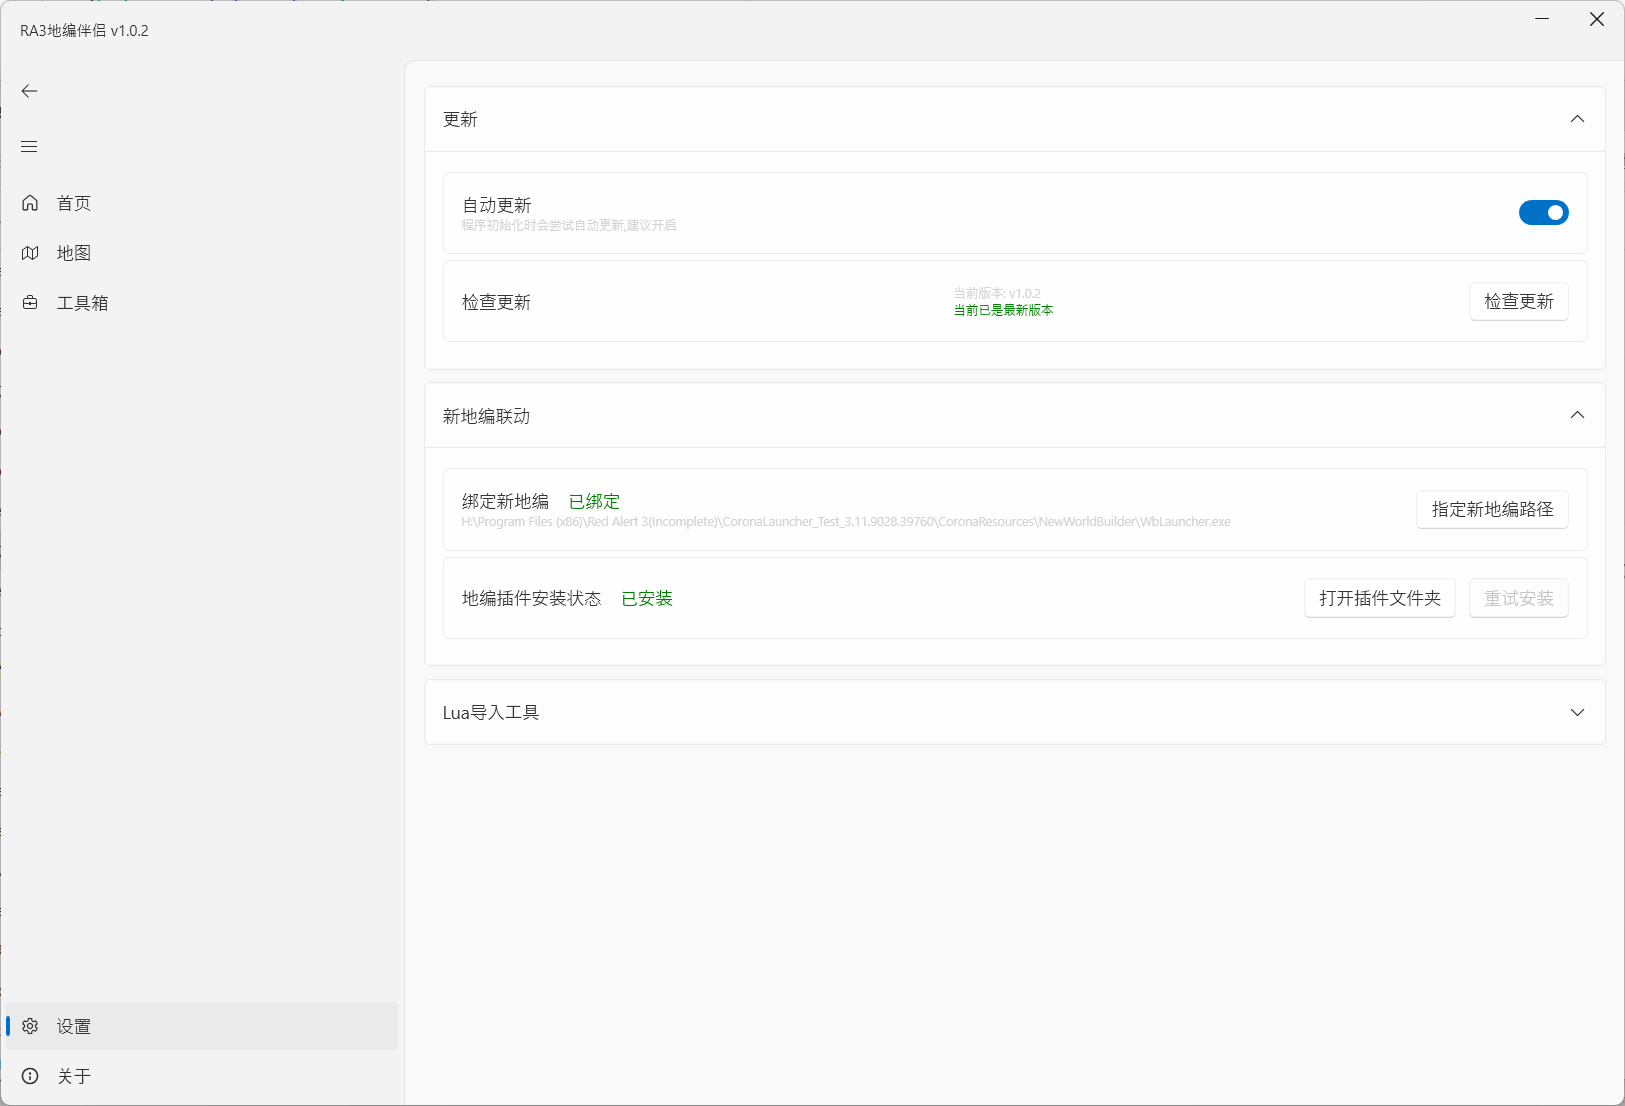 RA3地编伴侣 v1.0.2
首页
地图
工具箱
设置
关于
更新
自动更新
程序初始化时会尝试自动更新,建议开启
检查更新
当前版本: v1.0.2
当前已是最新版本
检查更新
新地编联动
绑定新地编 已绑定
H:\Program Files (x86)\Red Alert 3(Incomplete)\CoronaLauncher_Test_3.11.9028.39760\CoronaResources\NewWorldBuilder\WbLauncher.exe
指定新地编路径
地编插件安装状态 已安装
打开插件文件夹
重试安装
Lua导入工具